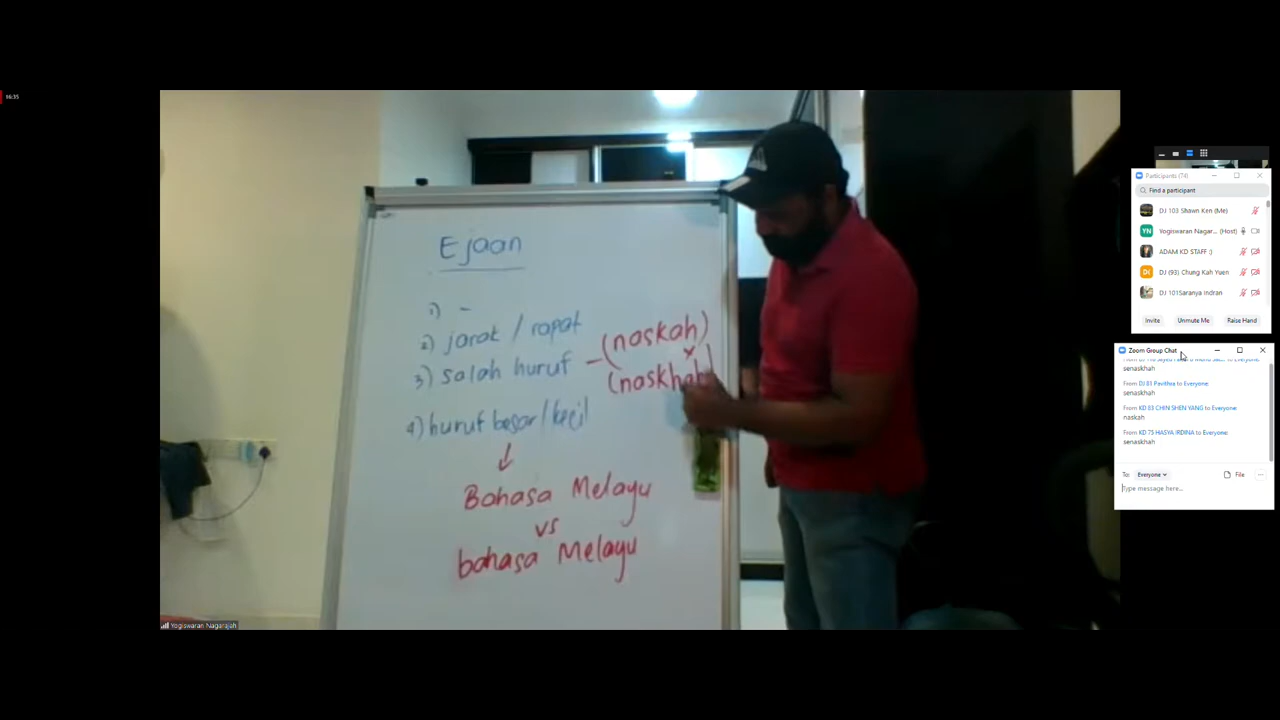 16:35
Ejaan
1) -
2) jarak / rapat
3) salah huruf - (naskah)
(naskhah)
4) huruf besar/kecil
Bahasa Melayu
vs
bahasa Melayu
Yogiswaran Nagarajah
Participants (74)
Find a participant
DJ 103 Shawn Ken (Me)
YN Yogiswaran Nagar... (Host)
ADAM KD STAFF :)
D( DJ (93) Chung Kah Yuen
DJ 101Saranya Indran
Invite Unmute Me Raise Hand
Zoom Group Chat
senaskhah
From DJ 81 Pavithra to Everyone:
senaskhah
From KD 83 CHIN SHEN YANG to Everyone:
naskah
From KD 75 HASYA IRDINA to Everyone:
senaskhah
To: Everyone File ...
Type message here...